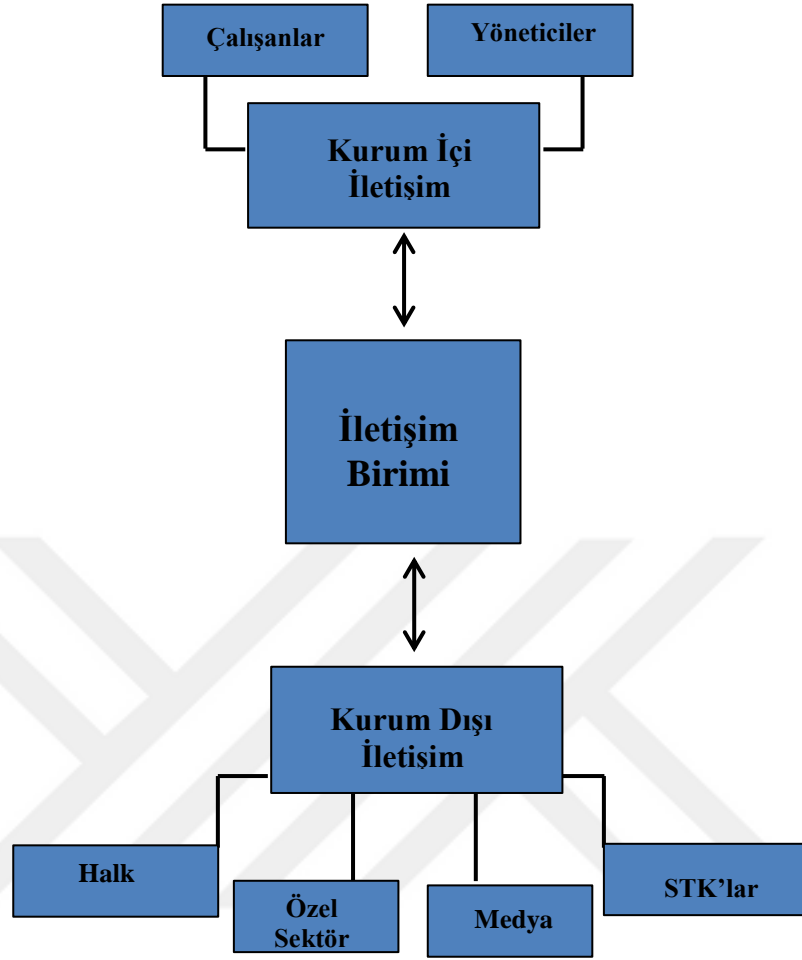 Çalışanlar
Yöneticiler
Kurum İçi
İletişim
İletişim
Birimi
Kurum Dışı
İletişim
Halk
Özel
Sektör
Medya
STK’lar